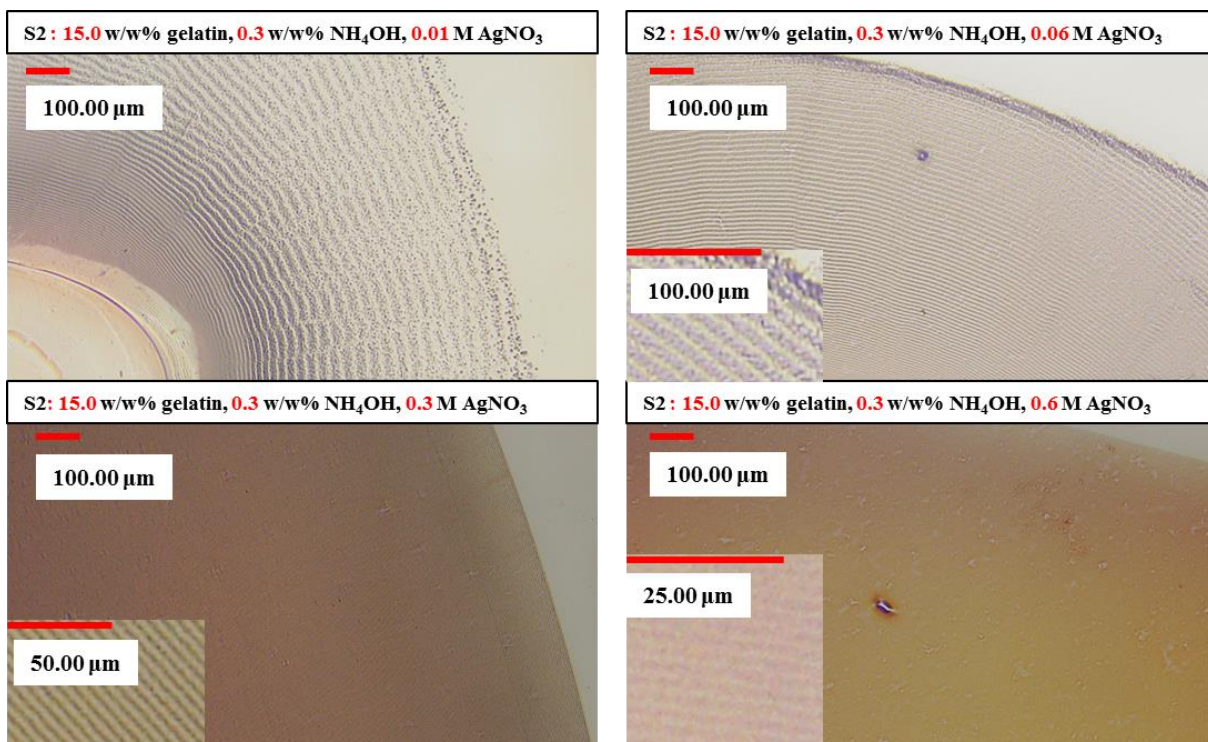 S2: 15.0 w/w% gelatin, 0.3 w/w% NH₄OH, 0.01 M AgNO₃
100.00 µm
S2: 15.0 w/w% gelatin, 0.3 w/w% NH₄OH, 0.06 M AgNO₃
100.00 µm
100.00 µm
S2: 15.0 w/w% gelatin, 0.3 w/w% NH₄OH, 0.3 M AgNO₃
100.00 µm
50.00 µm
S2: 15.0 w/w% gelatin, 0.3 w/w% NH₄OH, 0.6 M AgNO₃
100.00 µm
25.00 µm